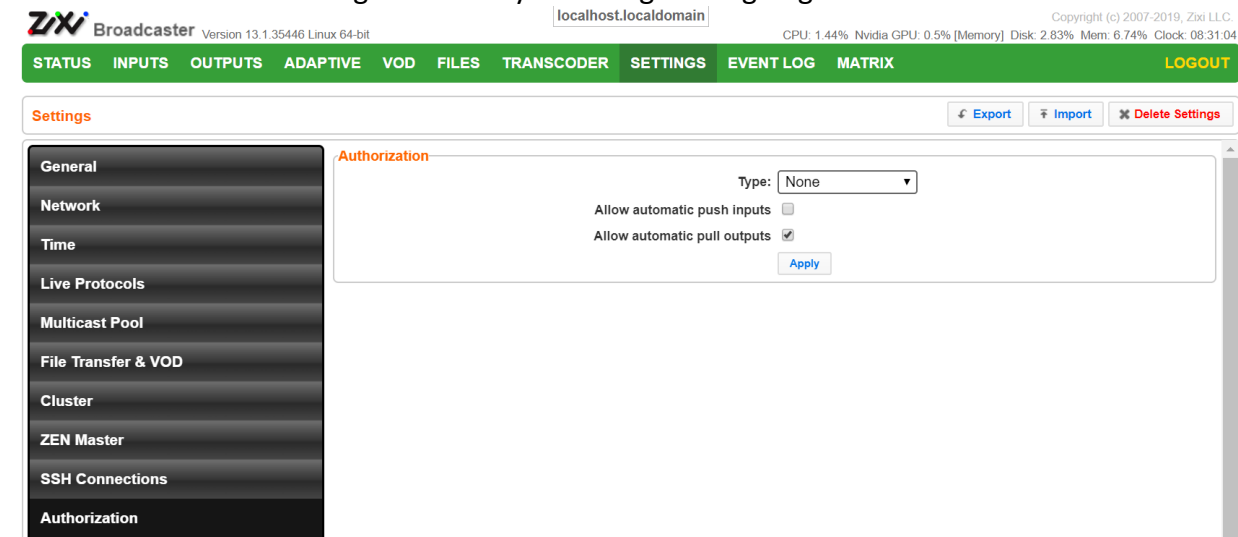 localhost.localdomain
Copyright (c) 2007-2019, Zixi LLC.
ZiXi Broadcaster Version 13.1.35446 Linux 64-bit
CPU: 1.44% Nvidia GPU: 0.5% [Memory] Disk: 2.83% Mem: 6.74% Clock: 08:31:04
STATUS INPUTS OUTPUTS ADAPTIVE VOD FILES TRANSCODER SETTINGS EVENT LOG MATRIX LOGOUT
Settings Export Import Delete Settings
General
Network
Time
Live Protocols
Multicast Pool
File Transfer & VOD
Cluster
ZEN Master
SSH Connections
Authorization
Authorization
Type: None
Allow automatic push inputs
Allow automatic pull outputs
Apply